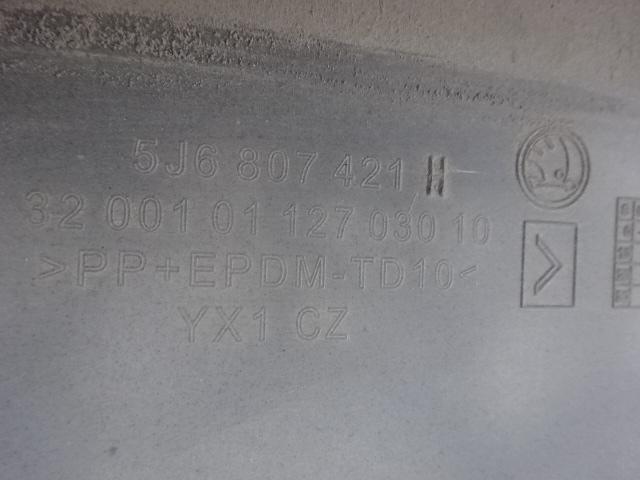 5J6 807 421
32 001 01 127 030 10
>PP+EPDM-TD10<
YX1 CZ